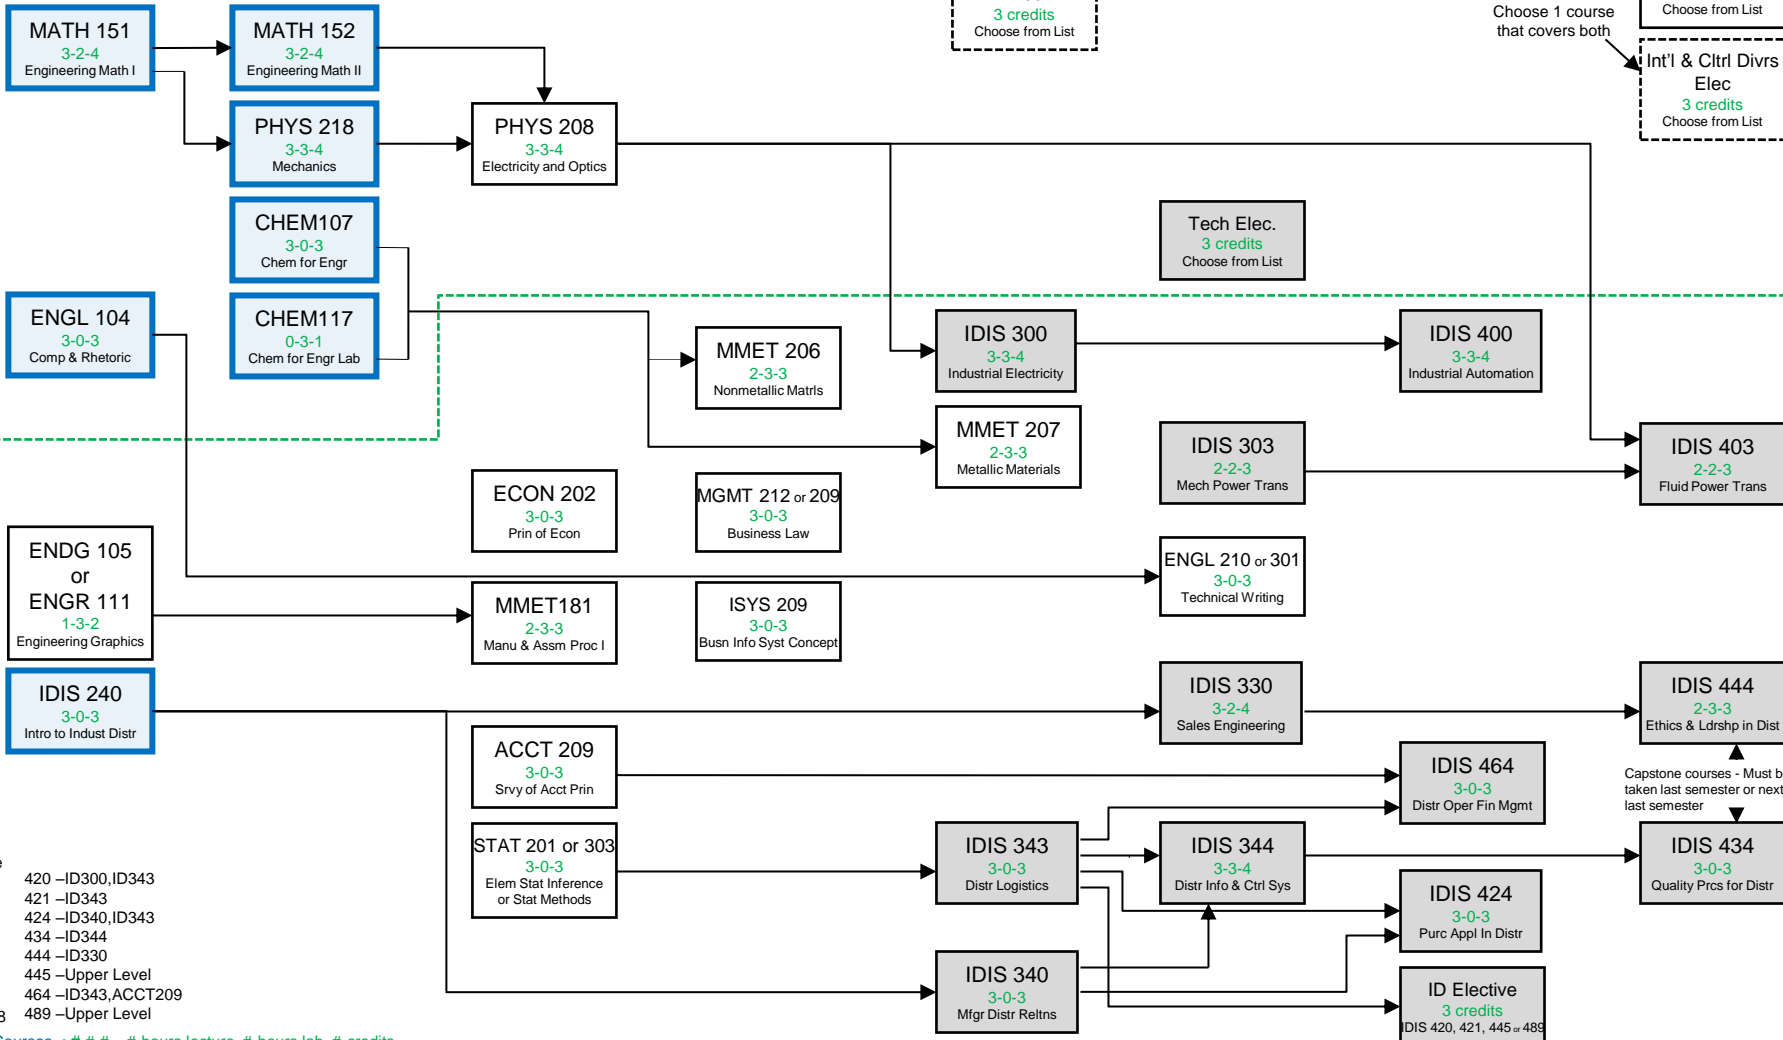 3 credits
Choose from List
Choose 1 course
that covers both
Choose from List
Int'l & Cltrl Divrs
Elec
3 credits
Choose from List
MATH 151
3-2-4
Engineering Math I
MATH 152
3-2-4
Engineering Math II
PHYS 218
3-3-4
Mechanics
PHYS 208
3-3-4
Electricity and Optics
CHEM107
3-0-3
Chem for Engr
Tech Elec.
3 credits
Choose from List
ENGL 104
3-0-3
Comp & Rhetoric
CHEM117
0-3-1
Chem for Engr Lab
MMET 206
2-3-3
Nonmetallic Matrls
IDIS 300
3-3-4
Industrial Electricity
IDIS 400
3-3-4
Industrial Automation
MMET 207
2-3-3
Metallic Materials
IDIS 303
2-2-3
Mech Power Trans
IDIS 403
2-2-3
Fluid Power Trans
ECON 202
3-0-3
Prin of Econ
MGMT 212 or 209
3-0-3
Business Law
ENDG 105
or
ENGR 111
1-3-2
Engineering Graphics
MMET181
2-3-3
Manu & Assm Proc I
ISYS 209
3-0-3
Busn Info Syst Concept
ENGL 210 or 301
3-0-3
Technical Writing
IDIS 240
3-0-3
Intro to Indust Distr
IDIS 330
3-2-4
Sales Engineering
IDIS 444
2-3-3
Ethics & Ldrshp in Dist
ACCT 209
3-0-3
Srvy of Acct Prin
IDIS 464
3-0-3
Distr Oper Fin Mgmt
Capstone courses - Must b
taken last semester or next
last semester
STAT 201 or 303
3-0-3
Elem Stat Inference
or Stat Methods
IDIS 343
3-0-3
Distr Logistics
IDIS 344
3-3-4
Distr Info & Ctrl Sys
IDIS 434
3-0-3
Quality Prcs for Distr
IDIS 424
3-0-3
Purc Appl In Distr
IDIS 340
3-0-3
Mfgr Distr Reltns
ID Elective
3 credits
IDIS 420, 421, 445 or 489
e
420 –ID300,ID343
421 –ID343
424 –ID340,ID343
434 –ID344
444 –ID330
445 –Upper Level
464 –ID343,ACCT209
8 489 –Upper Level